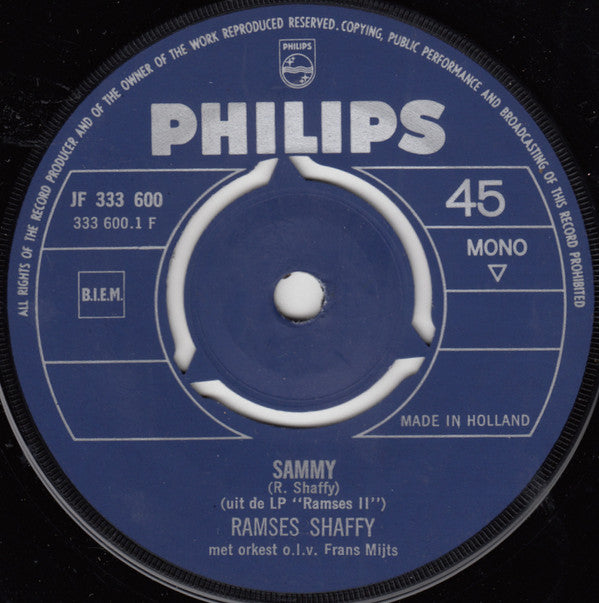 ALL RIGHTS OF THE RECORD PRODUCER AND OF THE OWNER OF THE WORK REPRODUCED RESERVED. COPYING, PUBLIC PERFORMANCE AND BROADCASTING OF THIS RECORD PROHIBITED
PHILIPS
PHILIPS
JF 333 600
333 600.1 F
45
MONO
B.I.E.M.
MADE IN HOLLAND
SAMMY
(R. Shaffy)
(uit de LP "Ramses II")
RAMSES SHAFFY
met orkest o.l.v. Frans Mijts